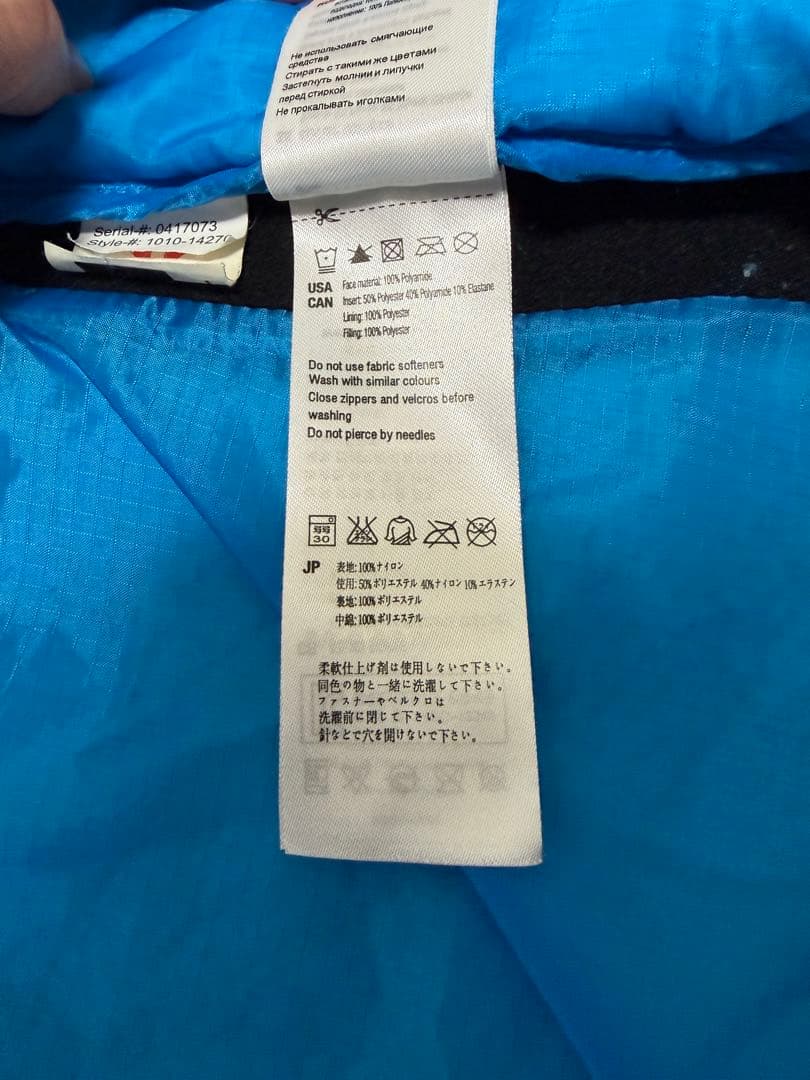 наполнение: 100%
Не использовать смягчающие
средства
Стирать с такими же цветами
Застегнуть молнии и липучки
перед стиркой
Не прокалывать иголками
Serial-#: 0417073
Style-#: 1010-14270
USA Face material: 100% Polyamide
CAN Insert: 50% Polyester 40% Polyamide 10% Elastane
Lining: 100% Polyester
Filling: 100% Polyester
Do not use fabric softeners
Wash with similar colours
Close zippers and velcros before
washing
Do not pierce by needles
弱 30
JP 表地:100%ナイロン
使用:50%ポリエステル 40%ナイロン 10%エラステン
裏地:100%ポリエステル
中綿:100%ポリエステル
柔軟仕上げ剤は使用しないで下さい。
同色の物と一緒に洗濯して下さい。
ファスナーやベルクロは
洗濯前に閉じて下さい。
針などで穴を開けないで下さい。